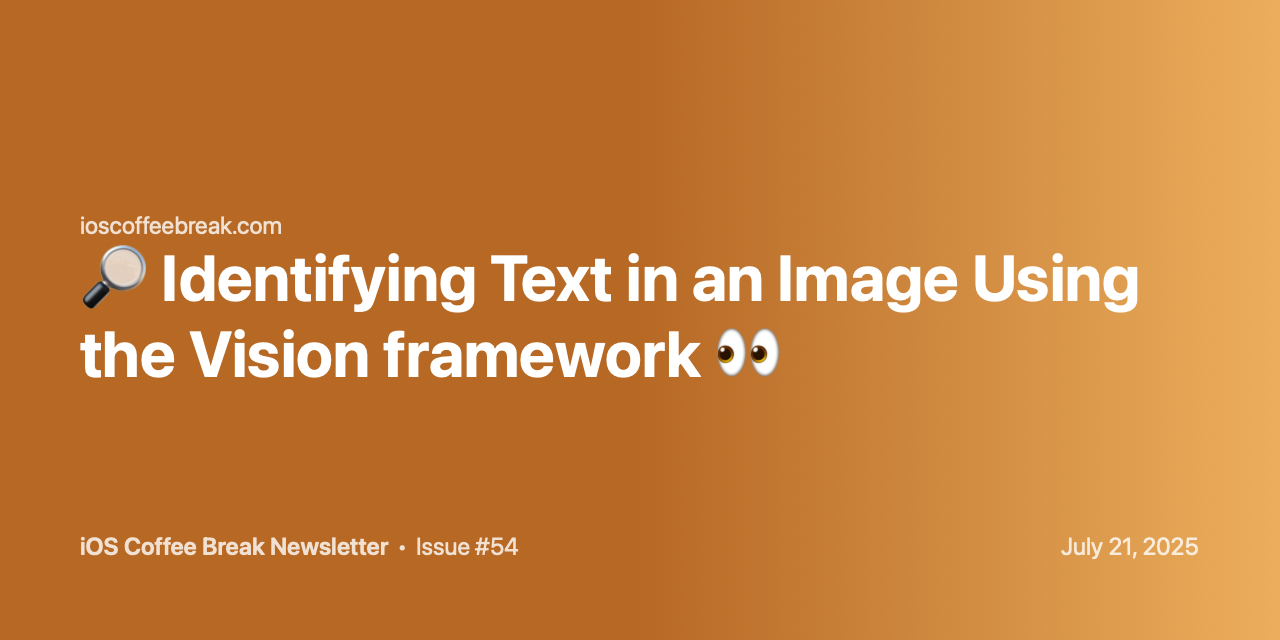 ioscoffeebreak.com
🔎 Identifying Text in an Image Using
the Vision framework 👀
iOS Coffee Break Newsletter • Issue #54
July 21, 2025